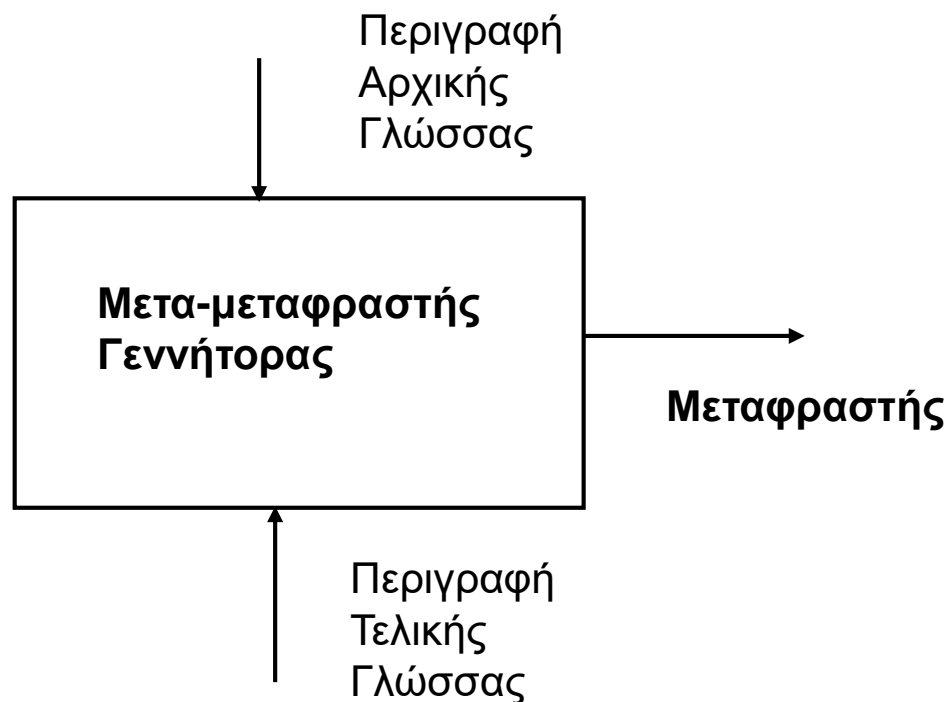 Περιγραφή
Αρχικής
Γλώσσας
Μετα-μεταφραστής
Γεννήτορας
Μεταφραστής
Περιγραφή
Τελικής
Γλώσσας